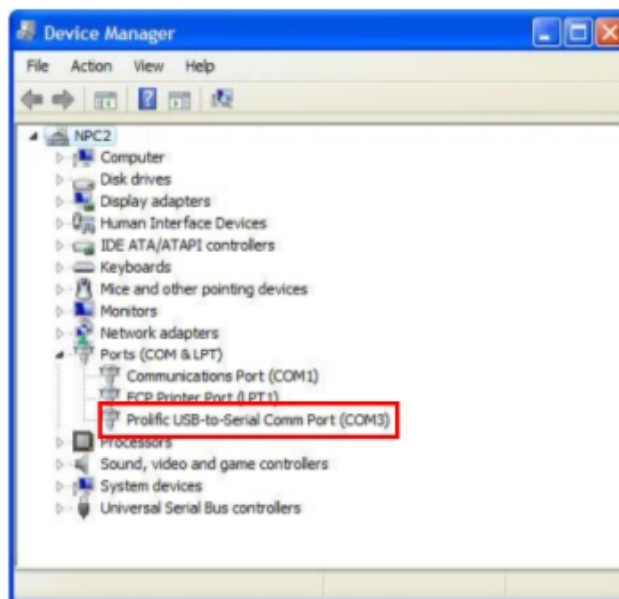 Device Manager
File Action View Help
NPC2
Computer
Disk drives
Display adapters
Human Interface Devices
IDE ATA/ATAPI controllers
Keyboards
Mice and other pointing devices
Monitors
Network adapters
Ports (COM & LPT)
Communications Port (COM1)
ECP Printer Port (LPT1)
Prolific USB-to-Serial Comm Port (COM3)
Processors
Sound, video and game controllers
System devices
Universal Serial Bus controllers